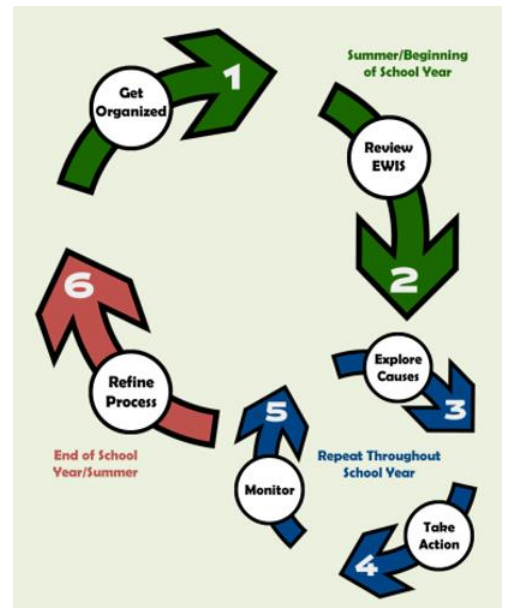 1
Get
Organized
Summer/Beginning
of School Year
Review
EWIS
2
Explore
Causes
3
Repeat Throughout
School Year
Take
Action
4
5
Monitor
6
Refine
Process
End of School
Year/Summer